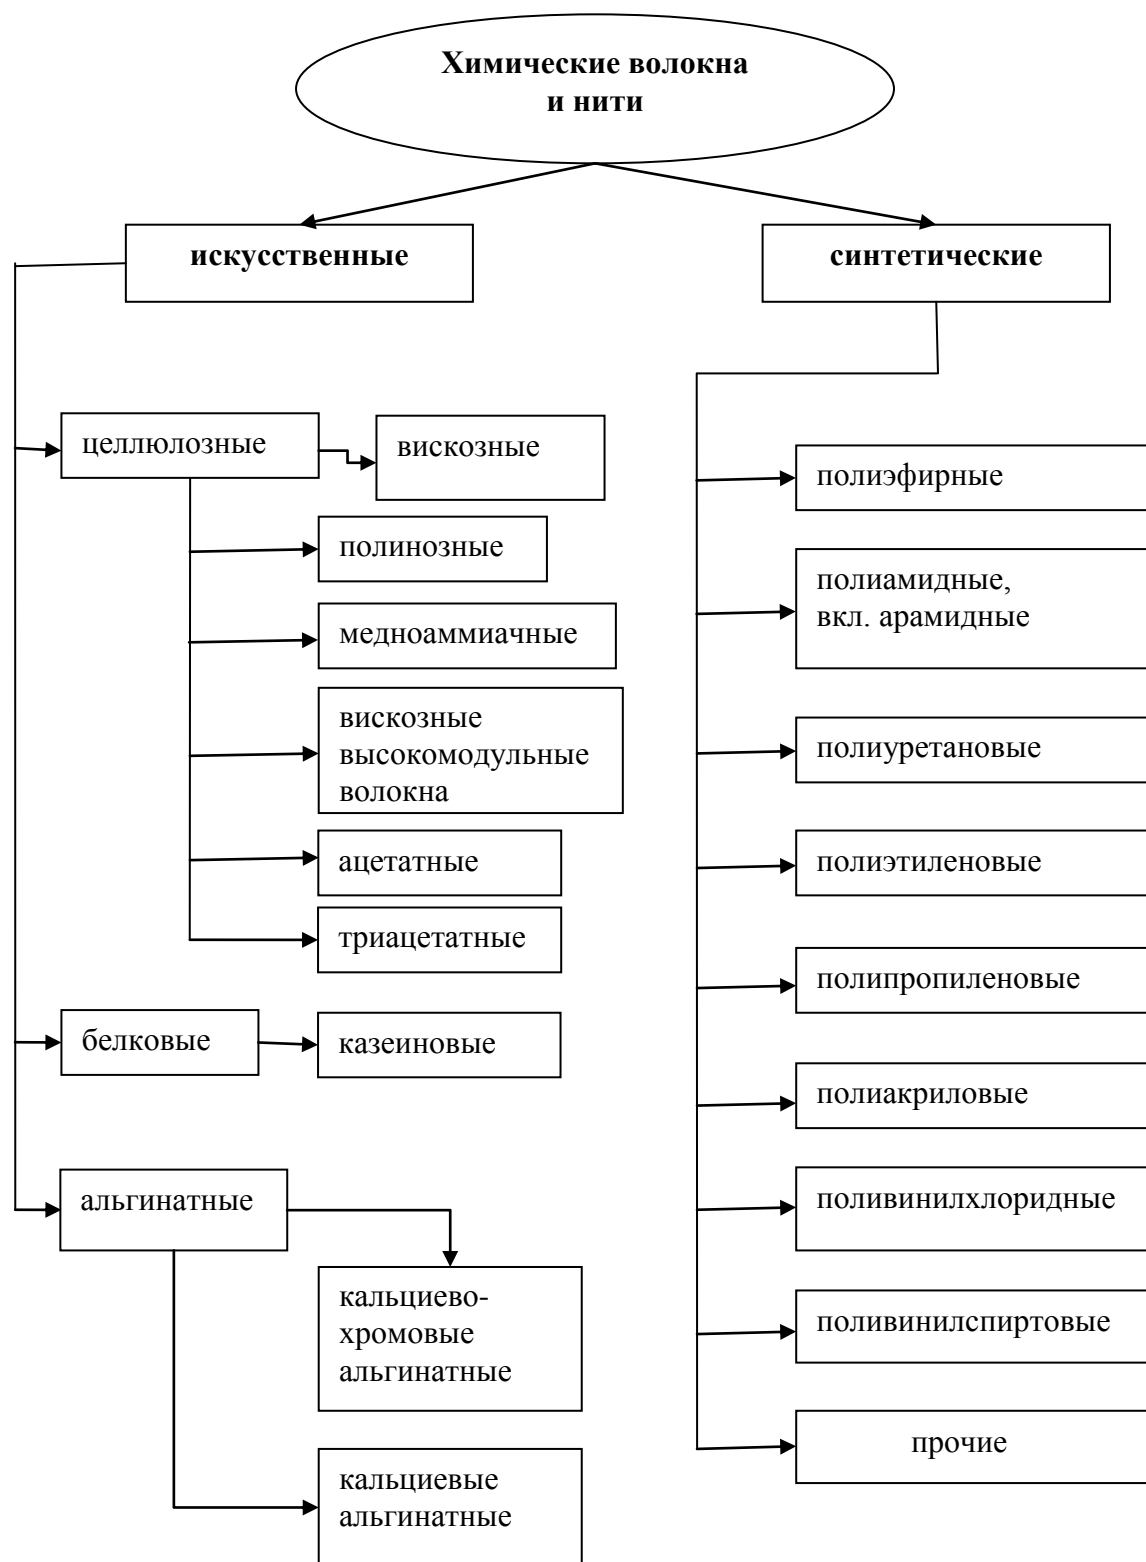 Химические волокна
и нити
искусственные
синтетические
целлюлозные
вискозные
полинозные
медноаммиачные
вискозные
высокомодульные
волокна
ацетатные
триацетатные
белковые
казеиновые
альгинатные
кальциево-
хромовые
альгинатные
кальциевые
альгинатные
полиэфирные
полиамидные,
вкл. арамидные
полиуретановые
полиэтиленовые
полипропиленовые
полиакриловые
поливинилхлоридные
поливинилспиртовые
прочие